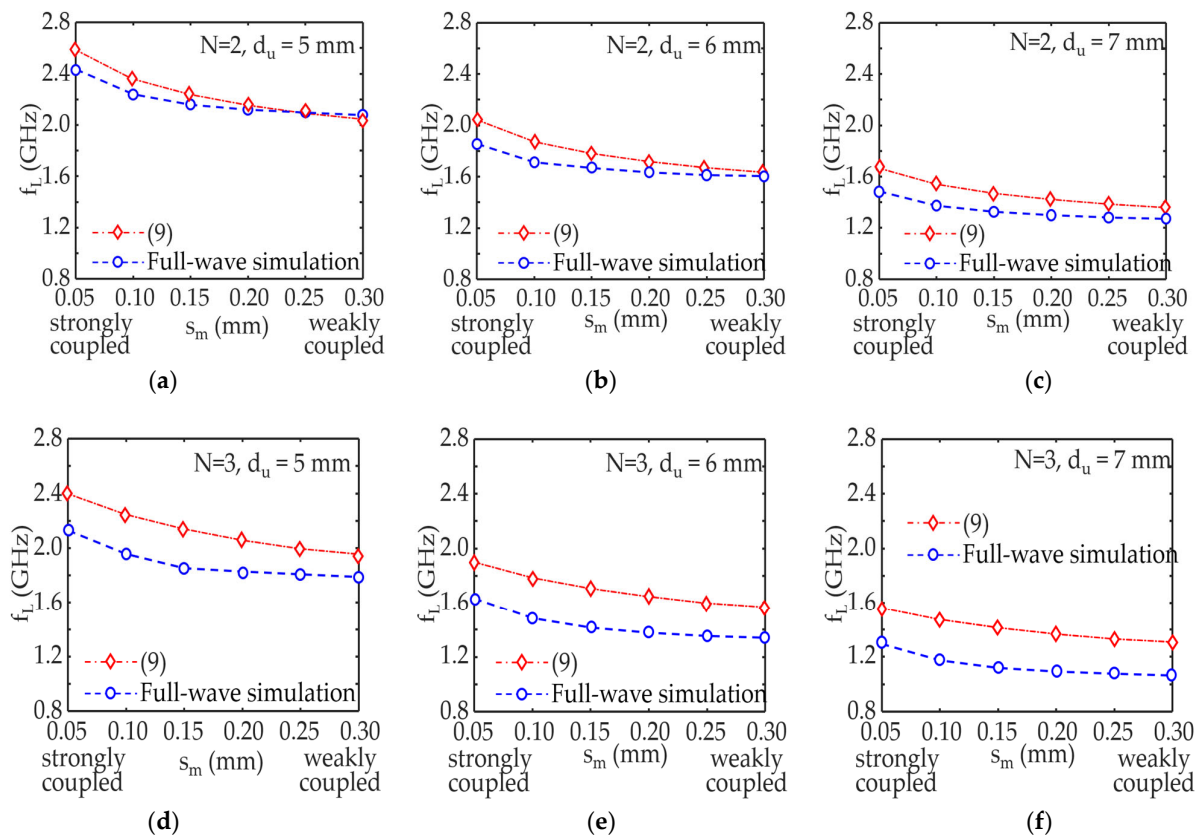 N=2, d_u = 5 mm
f_L (GHz)
2.8
2.4
2.0
1.6
1.2
0.8
(9)
Full-wave simulation
0.05 0.10 0.15 0.20 0.25 0.30
strongly coupled
s_m (mm)
weakly coupled
(a)
N=2, d_u = 6 mm
f_L (GHz)
2.8
2.4
2.0
1.6
1.2
0.8
(9)
Full-wave simulation
0.05 0.10 0.15 0.20 0.25 0.30
strongly coupled
s_m (mm)
weakly coupled
(b)
N=2, d_u = 7 mm
f_L (GHz)
2.8
2.4
2.0
1.6
1.2
0.8
(9)
Full-wave simulation
0.05 0.10 0.15 0.20 0.25 0.30
strongly coupled
s_m (mm)
weakly coupled
(c)
N=3, d_u = 5 mm
f_L (GHz)
2.8
2.4
2.0
1.6
1.2
0.8
(9)
Full-wave simulation
0.05 0.10 0.15 0.20 0.25 0.30
strongly coupled
s_m (mm)
weakly coupled
(d)
N=3, d_u = 6 mm
f_L (GHz)
2.8
2.4
2.0
1.6
1.2
0.8
(9)
Full-wave simulation
0.05 0.10 0.15 0.20 0.25 0.30
strongly coupled
s_m (mm)
weakly coupled
(e)
N=3, d_u = 7 mm
f_L (GHz)
2.8
2.4
2.0
1.6
1.2
0.8
(9)
Full-wave simulation
0.05 0.10 0.15 0.20 0.25 0.30
strongly coupled
s_m (mm)
weakly coupled
(f)